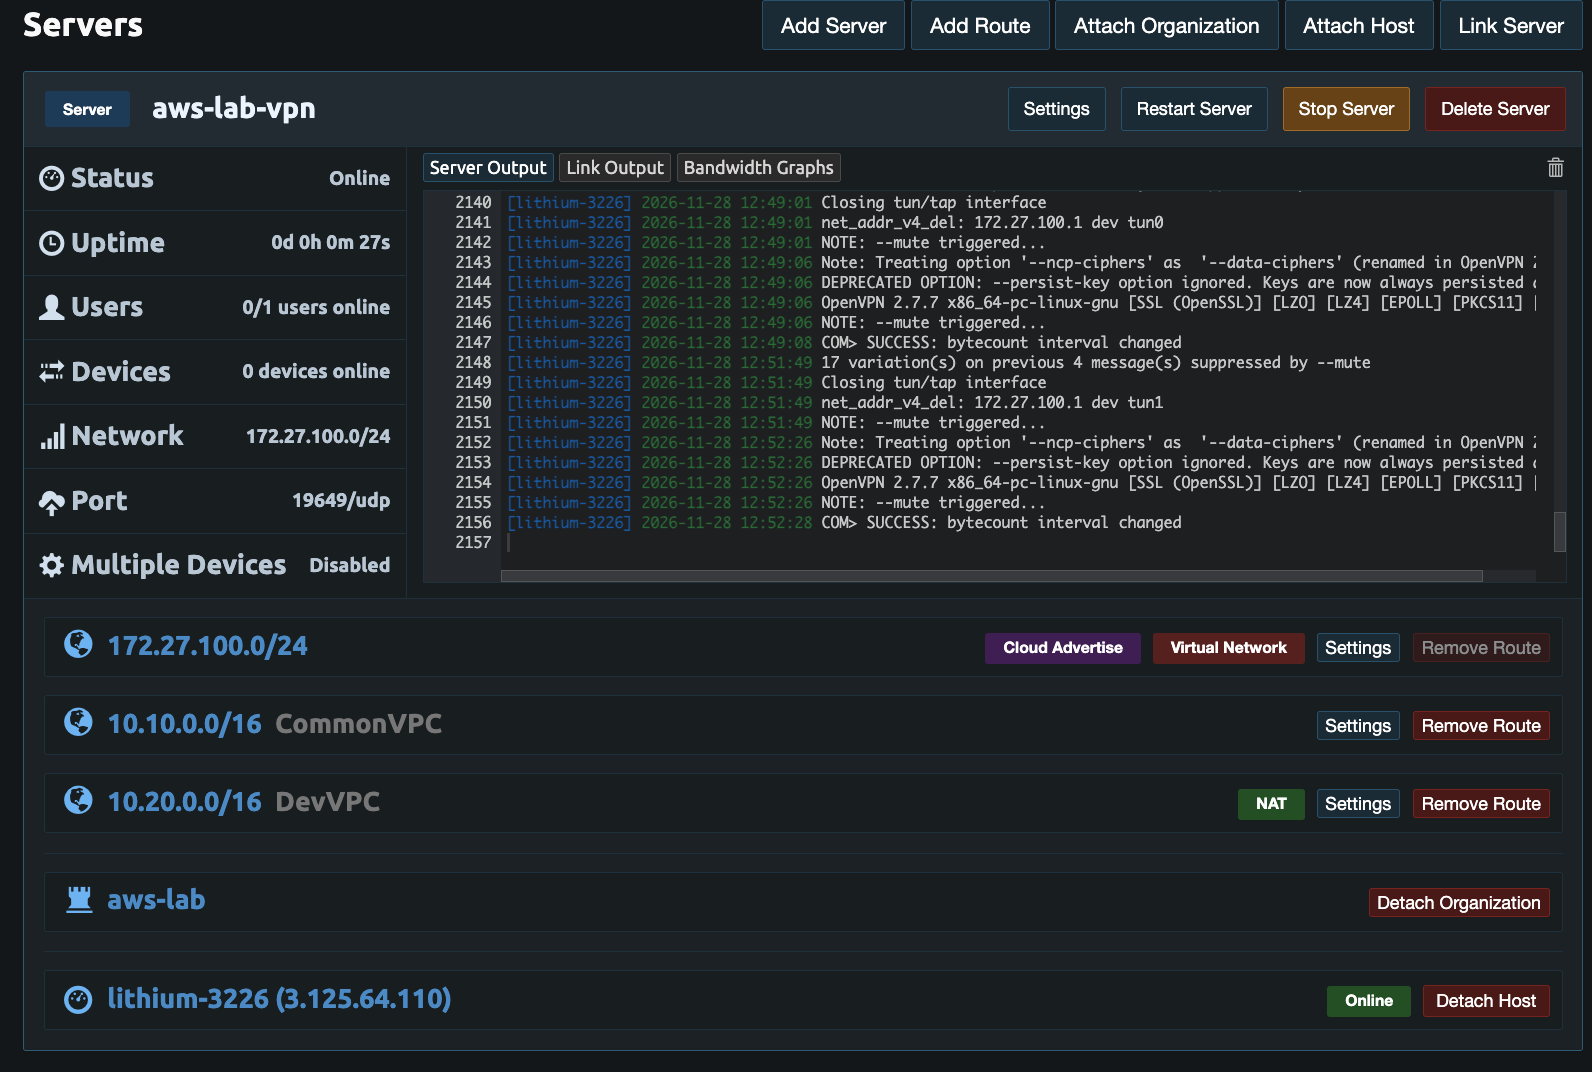 Servers
Add Server Add Route Attach Organization Attach Host Link Server
Server aws-lab-vpn Settings Restart Server Stop Server Delete Server
Status Online
Uptime 0d 0h 0m 27s
Users 0/1 users online
Devices 0 devices online
Network 172.27.100.0/24
Port 19649/udp
Multiple Devices Disabled
Server Output Link Output Bandwidth Graphs
2140 [lithium-3226] 2026-11-28 12:49:01 Closing tun/tap interface
2141 [lithium-3226] 2026-11-28 12:49:01 net_addr_v4_del: 172.27.100.1 dev tun0
2142 [lithium-3226] 2026-11-28 12:49:01 NOTE: --mute triggered...
2143 [lithium-3226] 2026-11-28 12:49:06 Note: Treating option '--ncp-ciphers' as  '--data-ciphers' (renamed in OpenVPN
2144 [lithium-3226] 2026-11-28 12:49:06 DEPRECATED OPTION: --persist-key option ignored. Keys are now always persisted
2145 [lithium-3226] 2026-11-28 12:49:06 OpenVPN 2.7.7 x86_64-pc-linux-gnu [SSL (OpenSSL)] [LZO] [LZ4] [EPOLL] [PKCS11]
2146 [lithium-3226] 2026-11-28 12:49:06 NOTE: --mute triggered...
2147 [lithium-3226] 2026-11-28 12:49:08 COM> SUCCESS: bytecount interval changed
2148 [lithium-3226] 2026-11-28 12:51:49 17 variation(s) on previous 4 message(s) suppressed by --mute
2149 [lithium-3226] 2026-11-28 12:51:49 Closing tun/tap interface
2150 [lithium-3226] 2026-11-28 12:51:49 net_addr_v4_del: 172.27.100.1 dev tun1
2151 [lithium-3226] 2026-11-28 12:51:49 NOTE: --mute triggered...
2152 [lithium-3226] 2026-11-28 12:52:26 Note: Treating option '--ncp-ciphers' as  '--data-ciphers' (renamed in OpenVPN
2153 [lithium-3226] 2026-11-28 12:52:26 DEPRECATED OPTION: --persist-key option ignored. Keys are now always persisted
2154 [lithium-3226] 2026-11-28 12:52:26 OpenVPN 2.7.7 x86_64-pc-linux-gnu [SSL (OpenSSL)] [LZO] [LZ4] [EPOLL] [PKCS11]
2155 [lithium-3226] 2026-11-28 12:52:26 NOTE: --mute triggered...
2156 [lithium-3226] 2026-11-28 12:52:28 COM> SUCCESS: bytecount interval changed
2157
172.27.100.0/24 Cloud Advertise Virtual Network Settings Remove Route
10.10.0.0/16 CommonVPC Settings Remove Route
10.20.0.0/16 DevVPC NAT Settings Remove Route
aws-lab Detach Organization
lithium-3226 (3.125.64.110) Online Detach Host